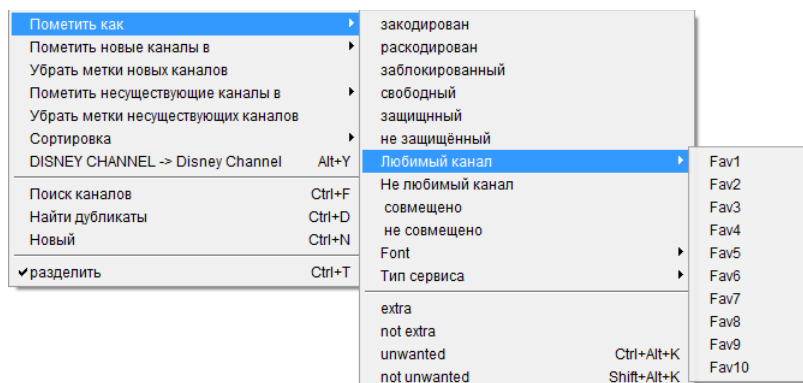 Пометить как
Пометить новые каналы в
Убрать метки новых каналов
Пометить несуществующие каналы в
Убрать метки несуществующих каналов
Сортировка
DISNEY CHANNEL -> Disney Channel Alt+Y
Поиск каналов Ctrl+F
Найти дубликаты Ctrl+D
Новый Ctrl+N
разделить Ctrl+T
закодирован
раскодирован
заблокированный
свободный
защищнный
не защищённый
Любимый канал
Не любимый канал
совмещено
не совмещено
Font
Тип сервиса
extra
not extra
unwanted Ctrl+Alt+K
not unwanted Shift+Alt+K
Fav1
Fav2
Fav3
Fav4
Fav5
Fav6
Fav7
Fav8
Fav9
Fav10